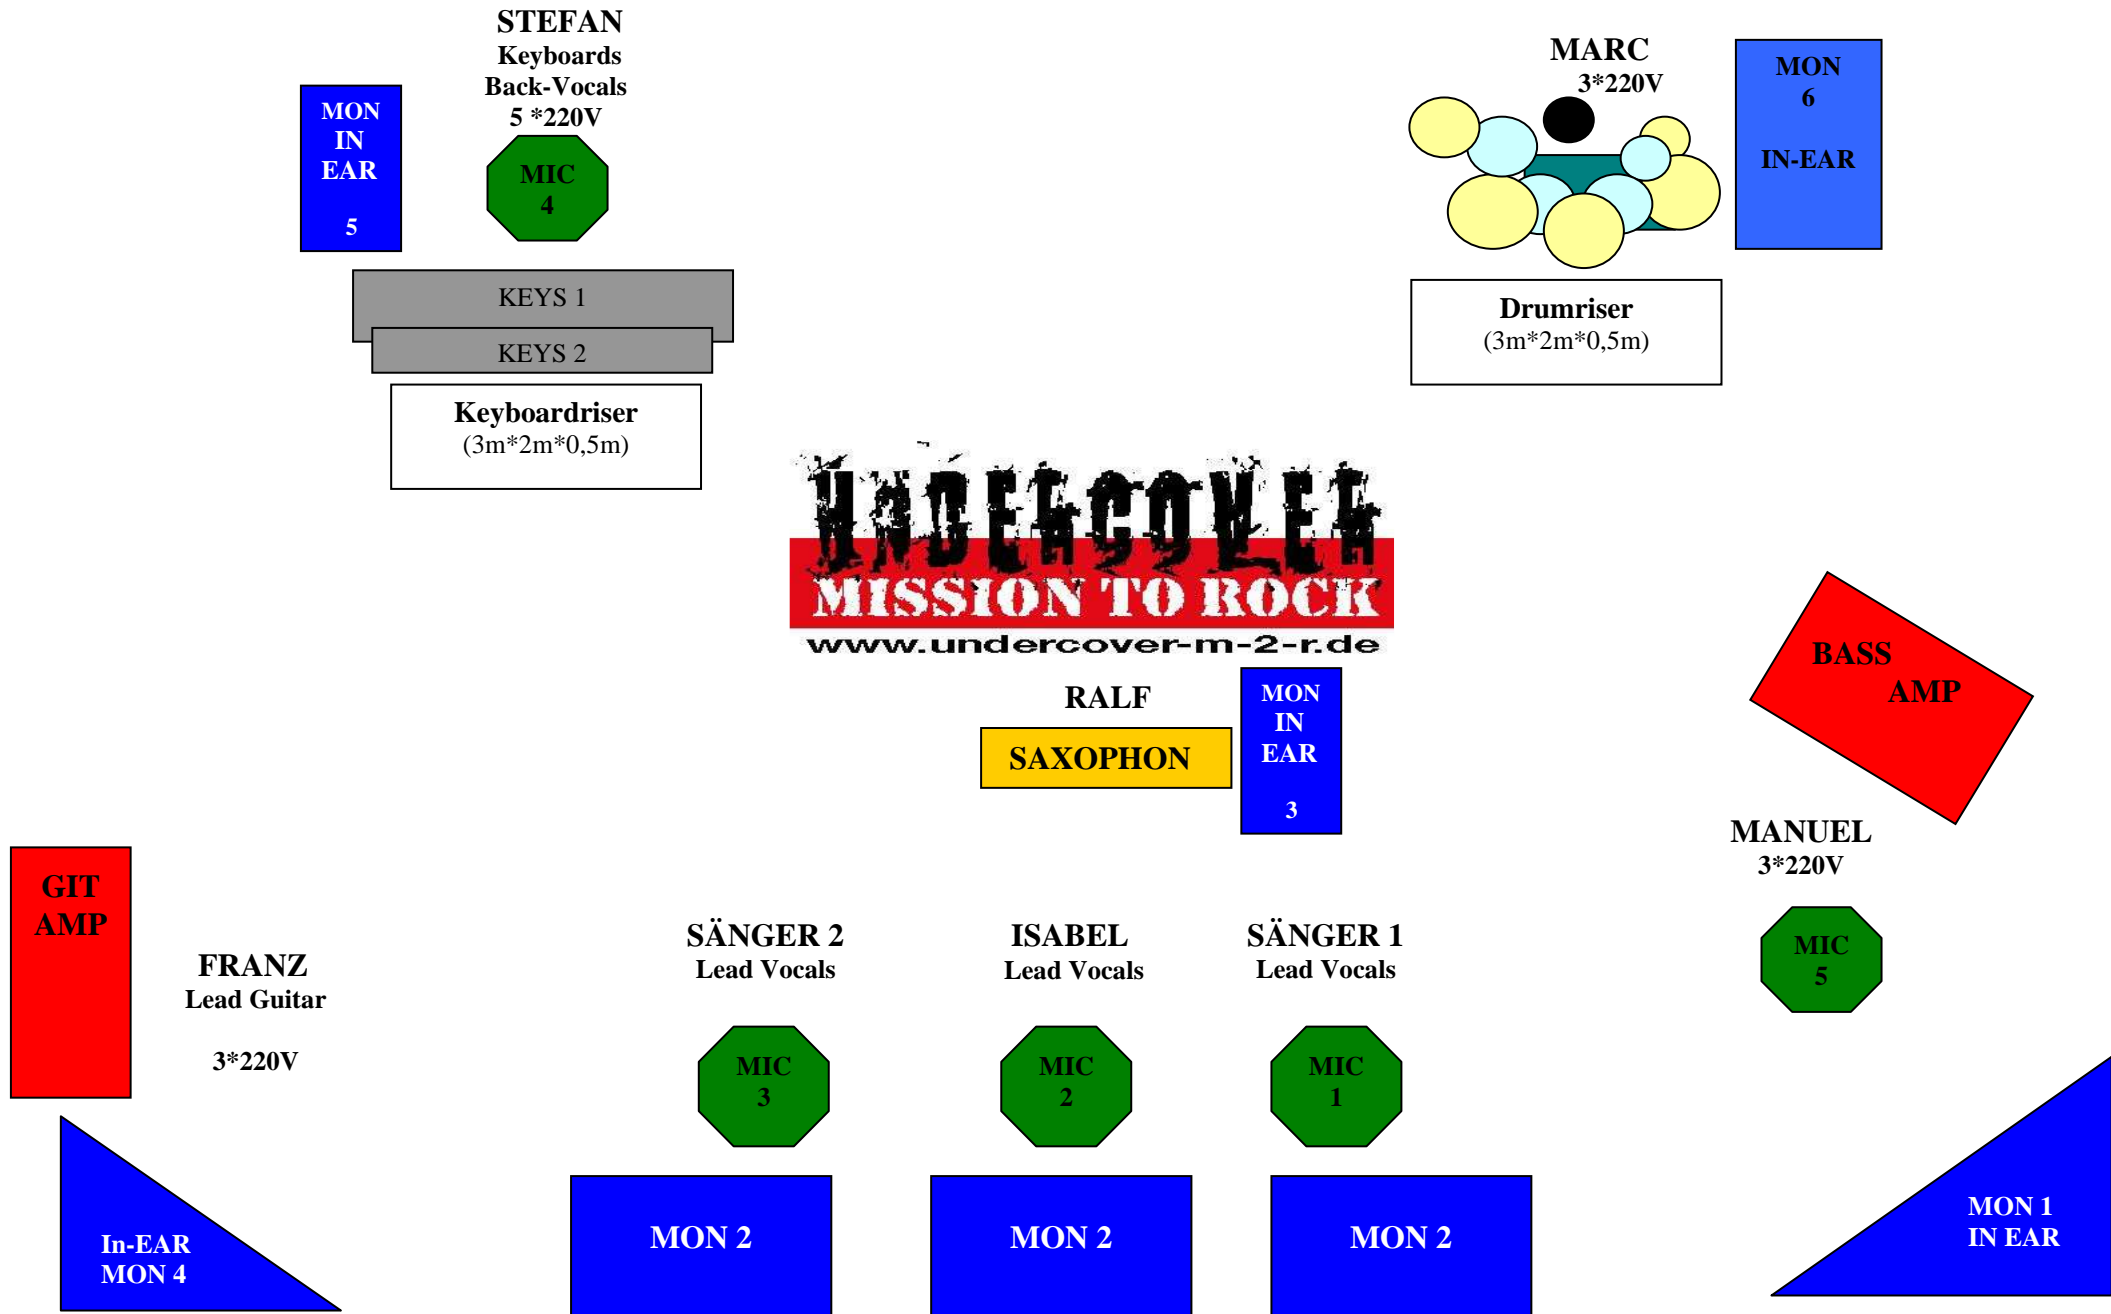 STEFAN
Keyboards
Back-Vocals
5 *220V
MON
IN
EAR
5
MIC
4
KEYS 1
KEYS 2
Keyboardriser
(3m*2m*0,5m)
MARC
3*220V
MON
6
IN-EAR
Drumriser
(3m*2m*0,5m)
UNDERCOVER
MISSION TO ROCK
www.undercover-m-2-r.de
RALF
SAXOPHON
MON
IN
EAR
3
BASS
AMP
MANUEL
3*220V
MIC
5
GIT
AMP
FRANZ
Lead Guitar
3*220V
SÄNGER 2
Lead Vocals
ISABEL
Lead Vocals
SÄNGER 1
Lead Vocals
MIC
3
MIC
2
MIC
1
In-EAR
MON 4
MON 2
MON 2
MON 2
MON 1
IN EAR